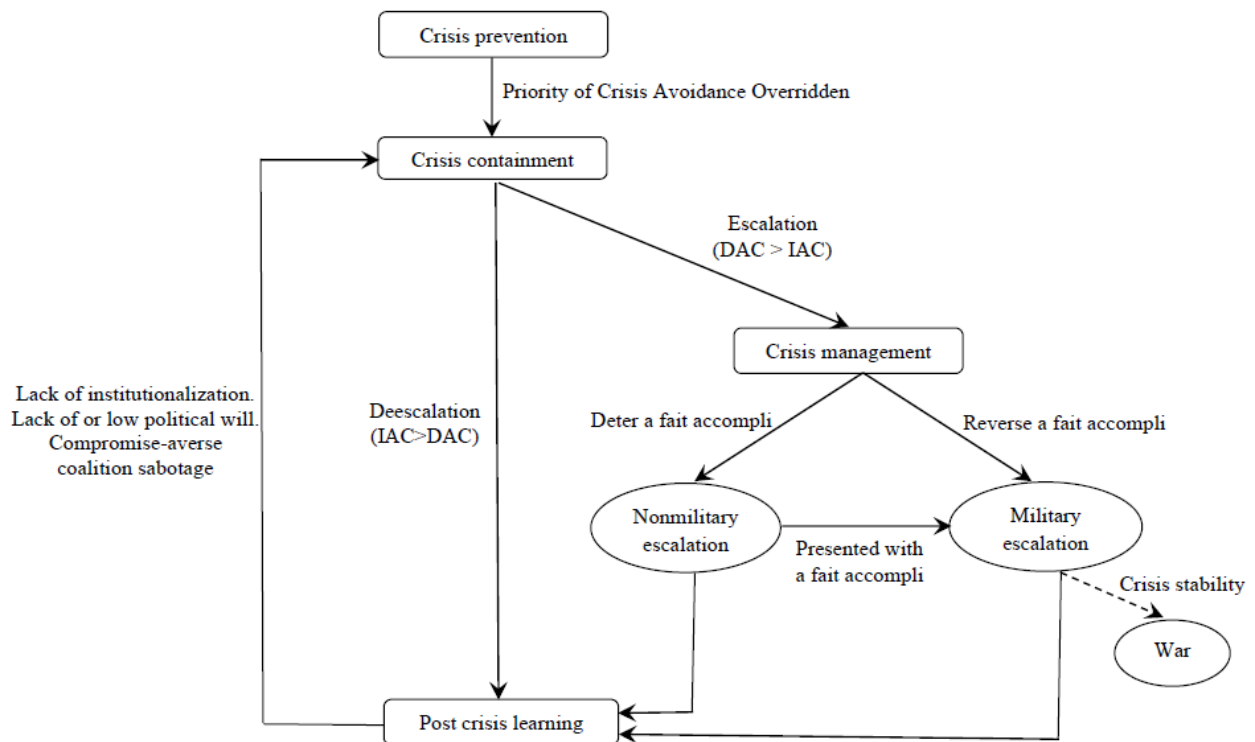 Crisis prevention
Priority of Crisis Avoidance Overridden
Crisis containment
Escalation
(DAC > IAC)
Crisis management
Lack of institutionalization.
Lack of or low political will.
Compromise-averse
coalition sabotage
Deescalation
(IAC>DAC)
Deter a fait accompli
Reverse a fait accompli
Nonmilitary
escalation
Presented with
a fait accompli
Military
escalation
Crisis stability
War
Post crisis learning